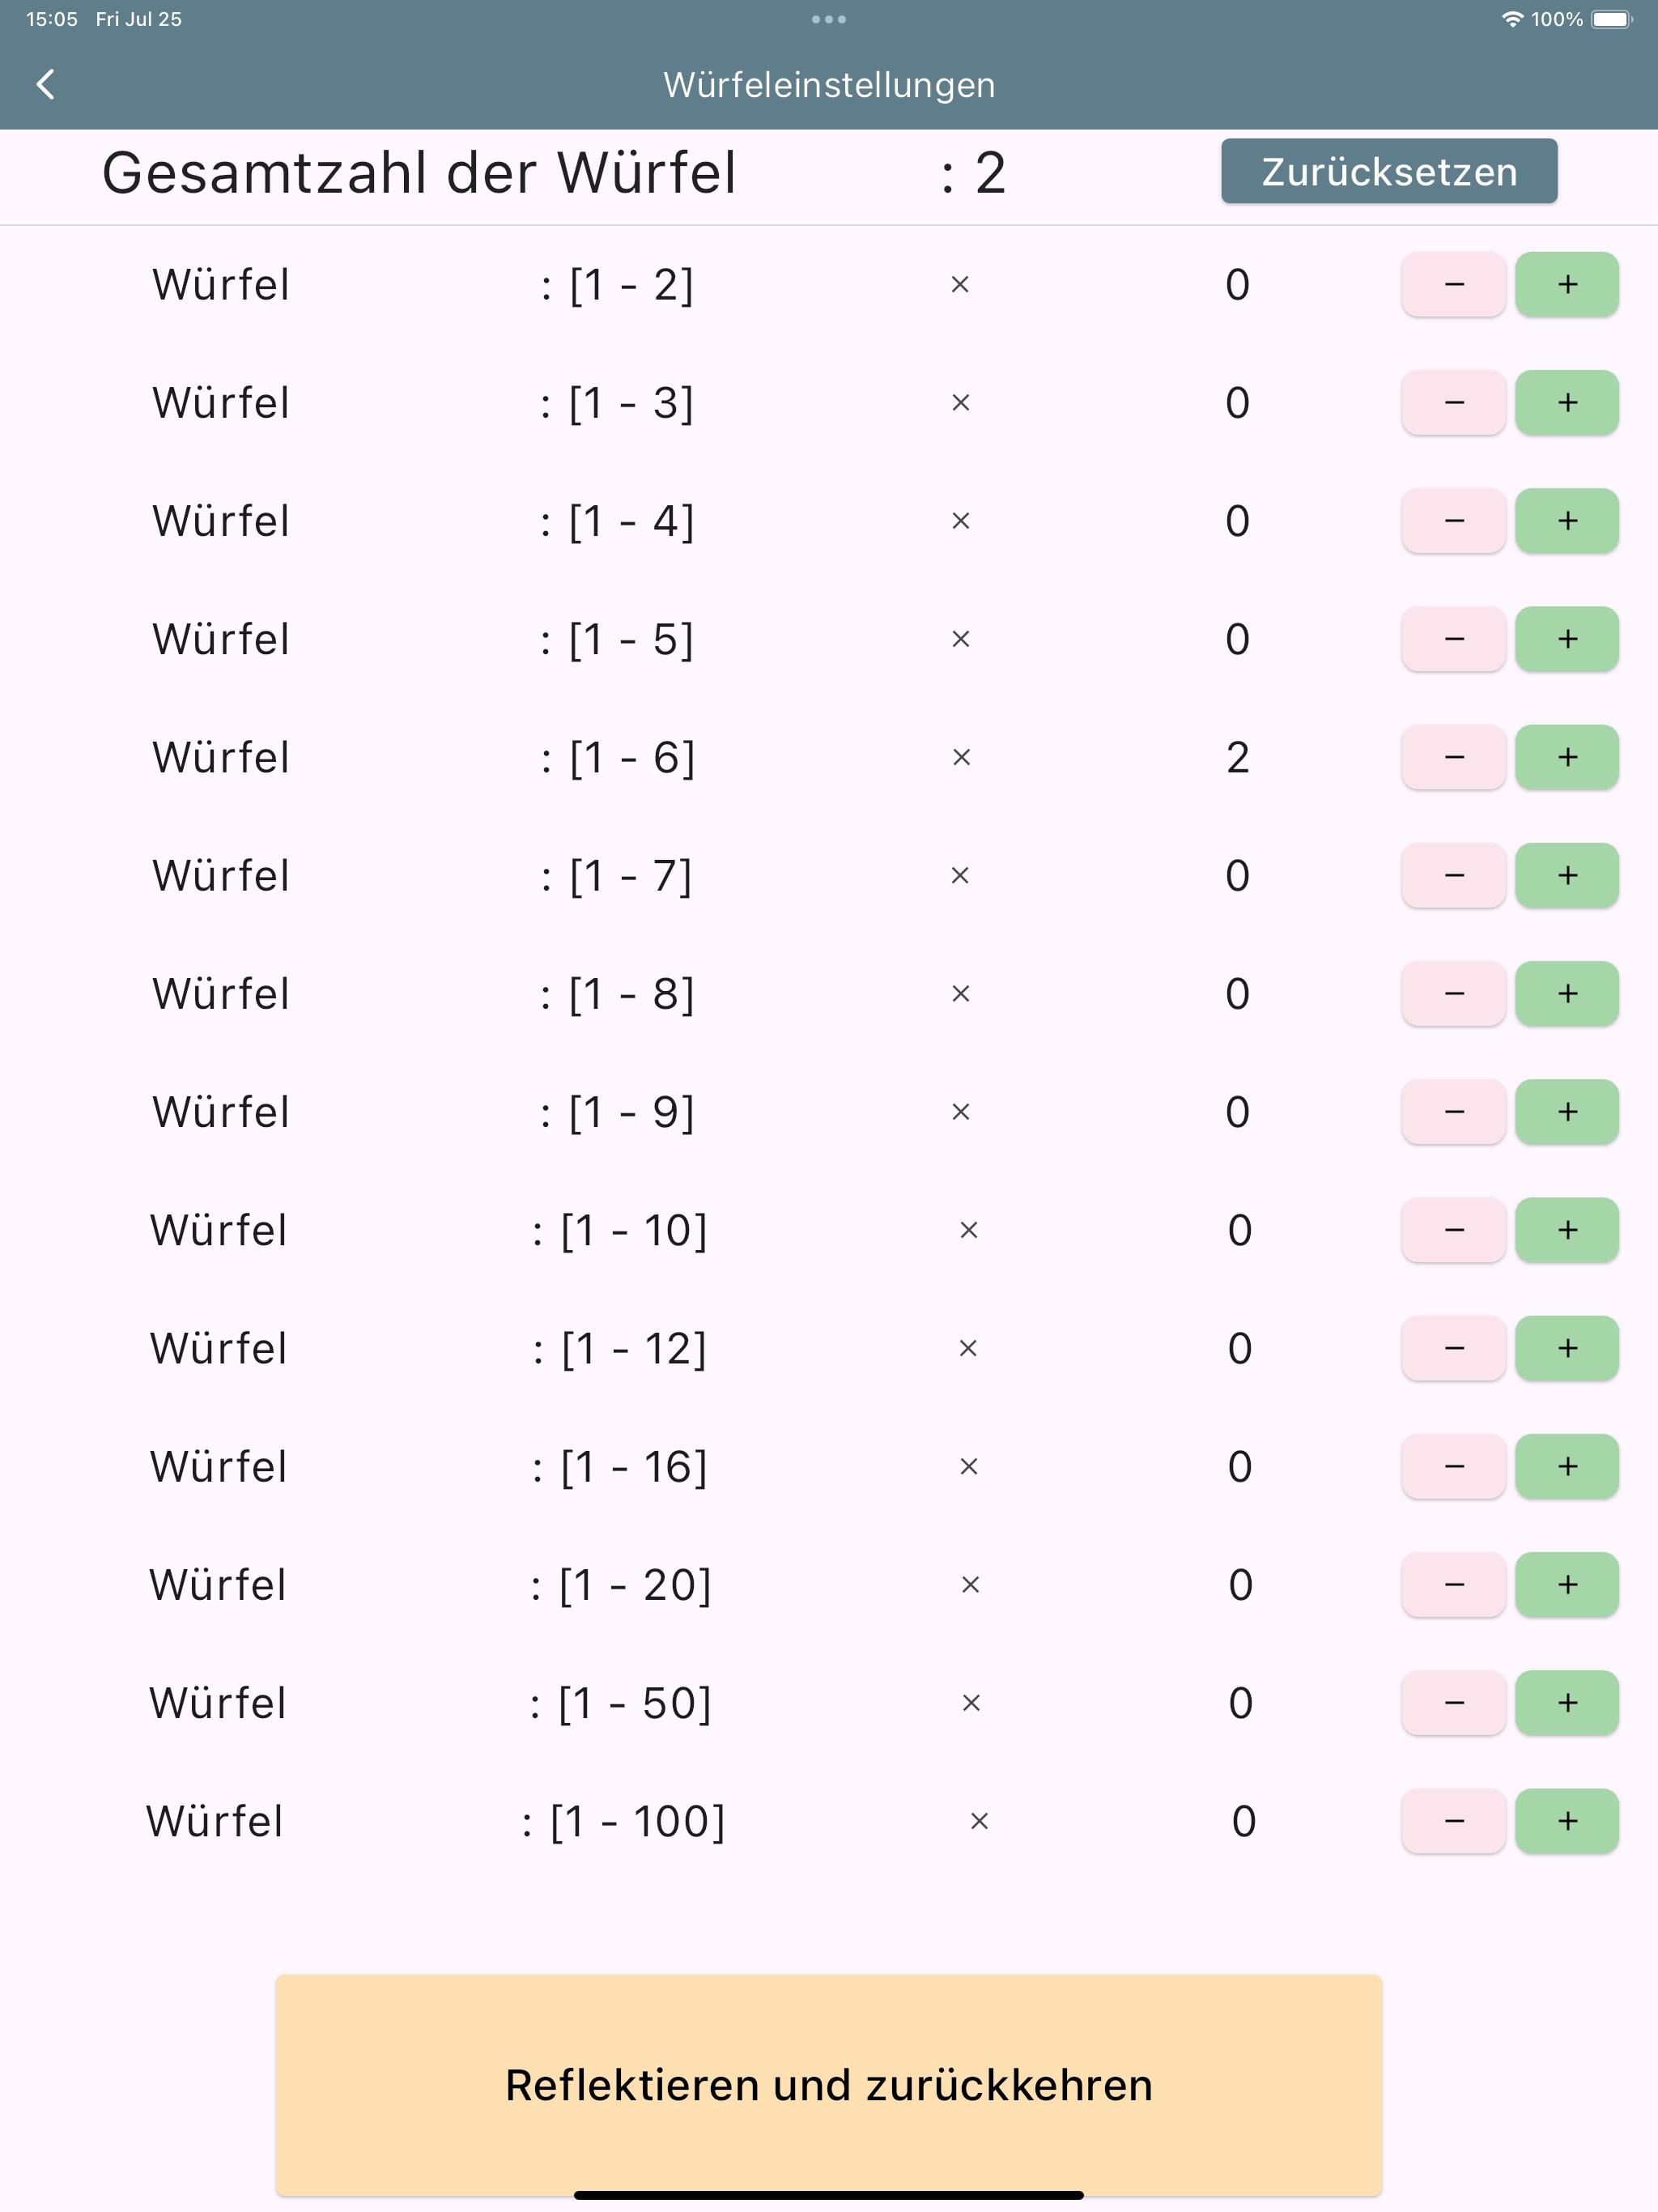 15:05 Fri Jul 25 100%
Würfeleinstellungen
Gesamtzahl der Würfel : 2 Zurücksetzen
Würfel : [1 - 2] × 0 − +
Würfel : [1 - 3] × 0 − +
Würfel : [1 - 4] × 0 − +
Würfel : [1 - 5] × 0 − +
Würfel : [1 - 6] × 2 − +
Würfel : [1 - 7] × 0 − +
Würfel : [1 - 8] × 0 − +
Würfel : [1 - 9] × 0 − +
Würfel : [1 - 10] × 0 − +
Würfel : [1 - 12] × 0 − +
Würfel : [1 - 16] × 0 − +
Würfel : [1 - 20] × 0 − +
Würfel : [1 - 50] × 0 − +
Würfel : [1 - 100] × 0 − +
Reflektieren und zurückkehren